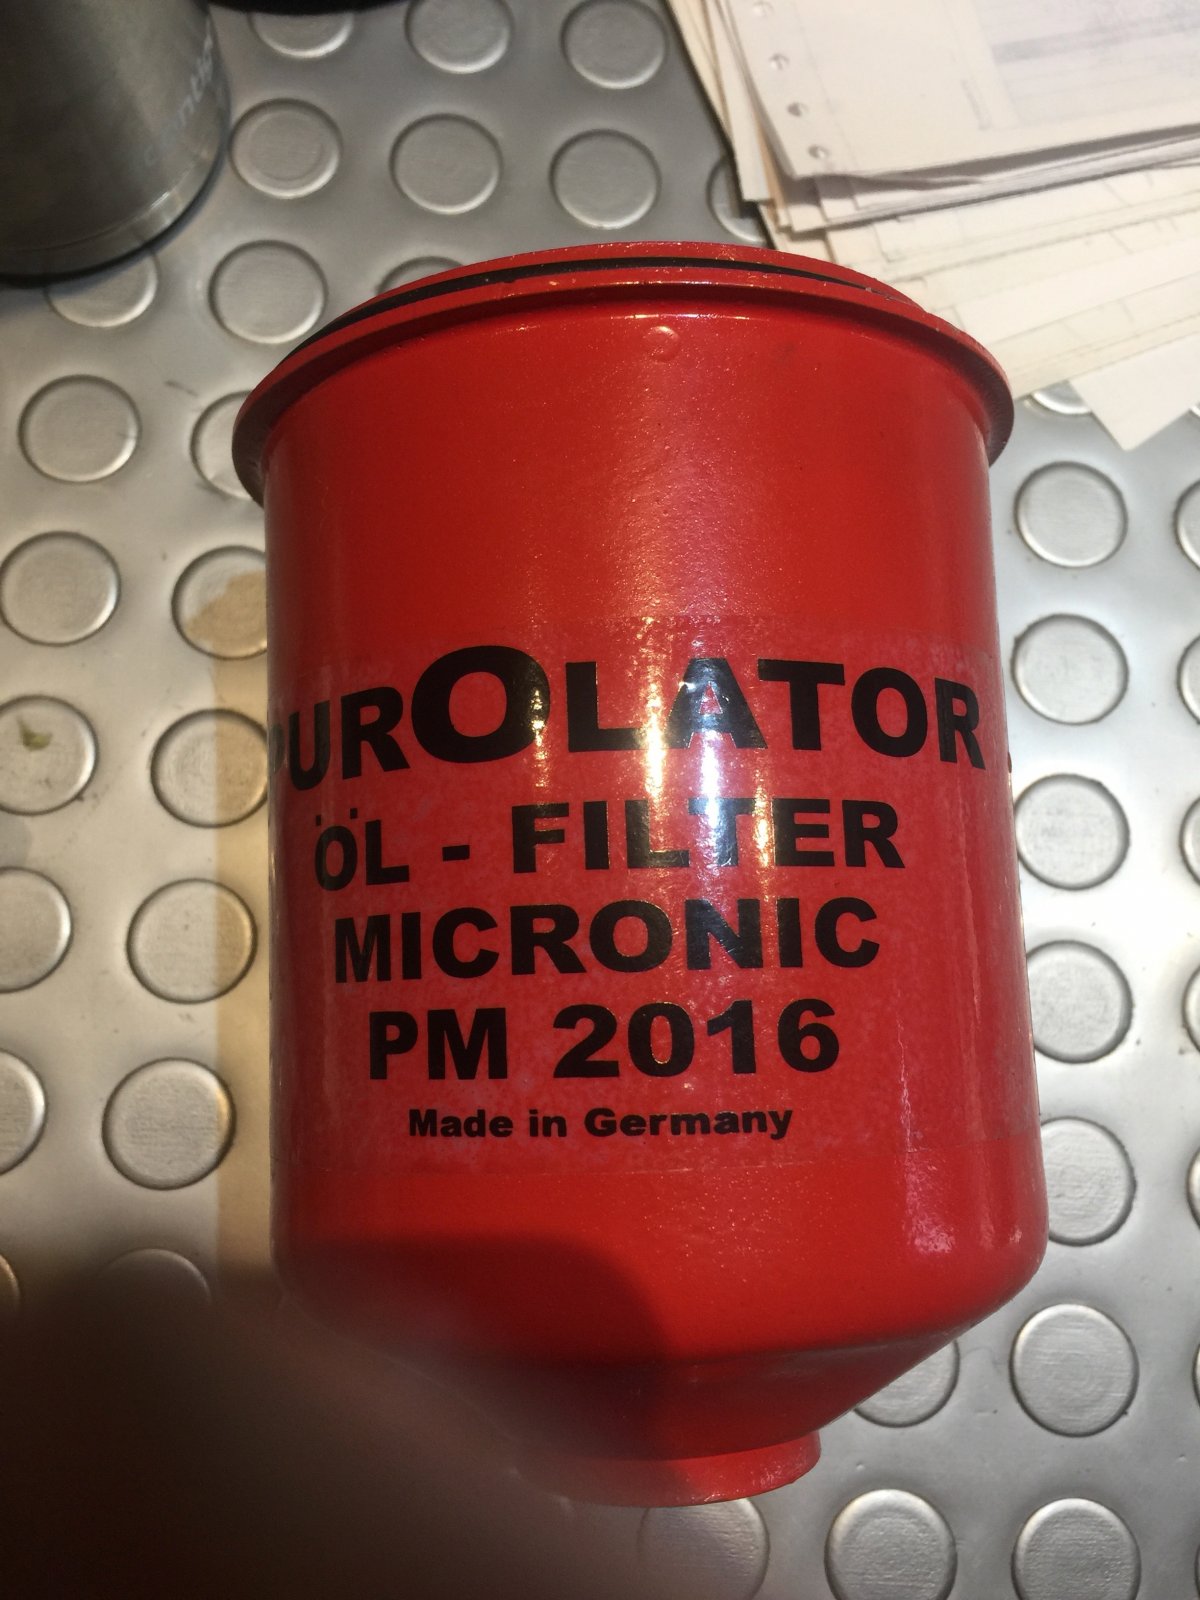 PUROLATOR
ÖL - FILTER
MICRONIC
PM 2016
Made in Germany